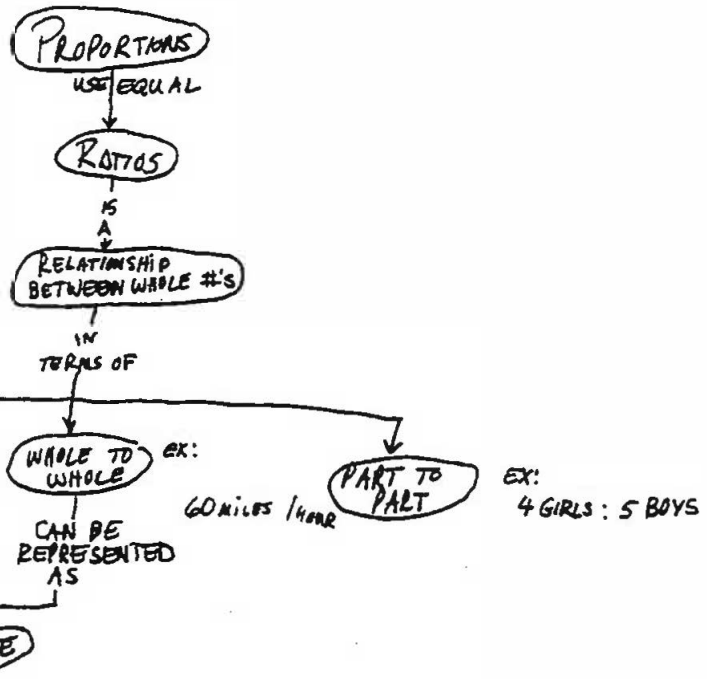 PROPORTIONS
USE EQUAL
RATIOS
IS
A
RELATIONSHIP
BETWEEN WHOLE #'S
IN
TERMS OF
WHOLE TO
WHOLE
EX:
60 MILES / HOUR
PART TO
PART
EX:
4 GIRLS : 5 BOYS
CAN BE
REPRESENTED
AS
E